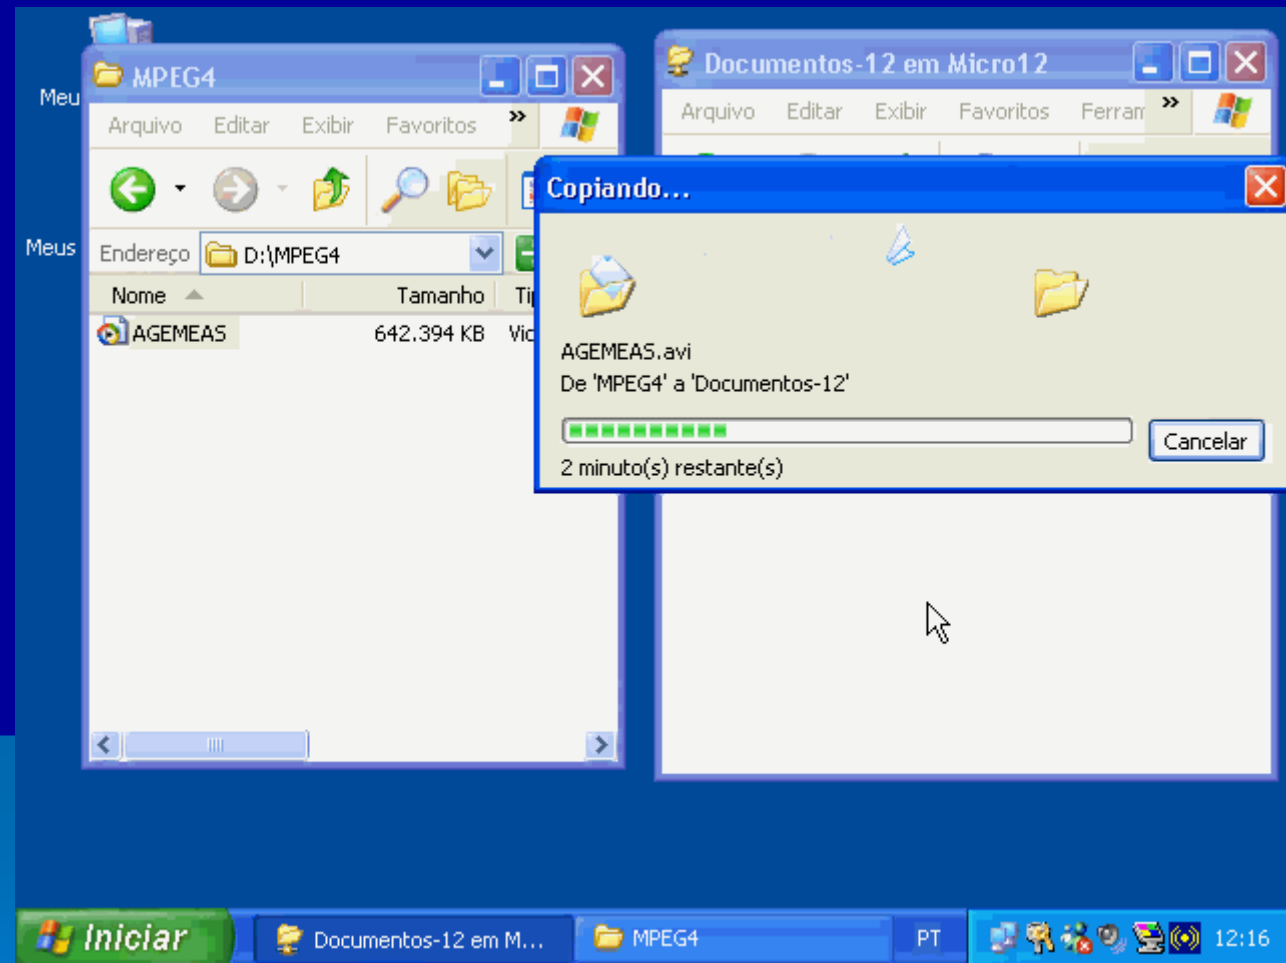 Meu
Meus
MPEG4
Arquivo Editar Exibir Favoritos »
Endereço D:\MPEG4
Nome Tamanho
AGEMEAS 642.394 KB
Documentos-12 em Micro12
Arquivo Editar Exibir Favoritos Ferram »
Copiando...
AGEMEAS.avi
De 'MPEG4' a 'Documentos-12'
Cancelar
2 minuto(s) restante(s)
Iniciar Documentos-12 em M... MPEG4 PT 12:16